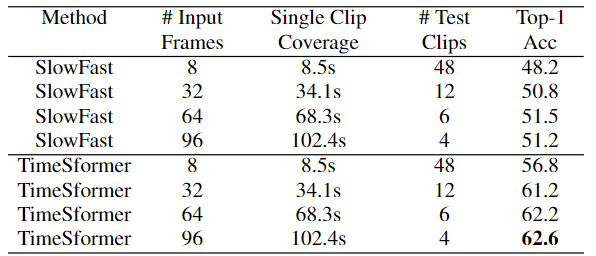 Method # Input Single Clip # Test Top-1
Frames Coverage Clips Acc
SlowFast 8 8.5s 48 48.2
SlowFast 32 34.1s 12 50.8
SlowFast 64 68.3s 6 51.5
SlowFast 96 102.4s 4 51.2
TimeSformer 8 8.5s 48 56.8
TimeSformer 32 34.1s 12 61.2
TimeSformer 64 68.3s 6 62.2
TimeSformer 96 102.4s 4 62.6